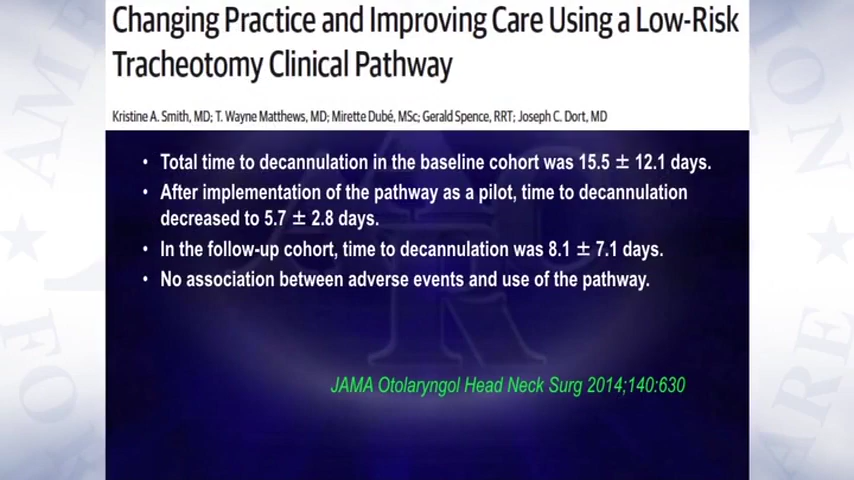 Changing Practice and Improving Care Using a Low-Risk
Tracheotomy Clinical Pathway
Kristine A. Smith, MD; T. Wayne Matthews, MD; Mirette Dubé, MSc; Gerald Spence, RRT; Joseph C. Dort, MD
• Total time to decannulation in the baseline cohort was 15.5 ± 12.1 days.
• After implementation of the pathway as a pilot, time to decannulation
decreased to 5.7 ± 2.8 days.
• In the follow-up cohort, time to decannulation was 8.1 ± 7.1 days.
• No association between adverse events and use of the pathway.
JAMA Otolaryngol Head Neck Surg 2014;140:630